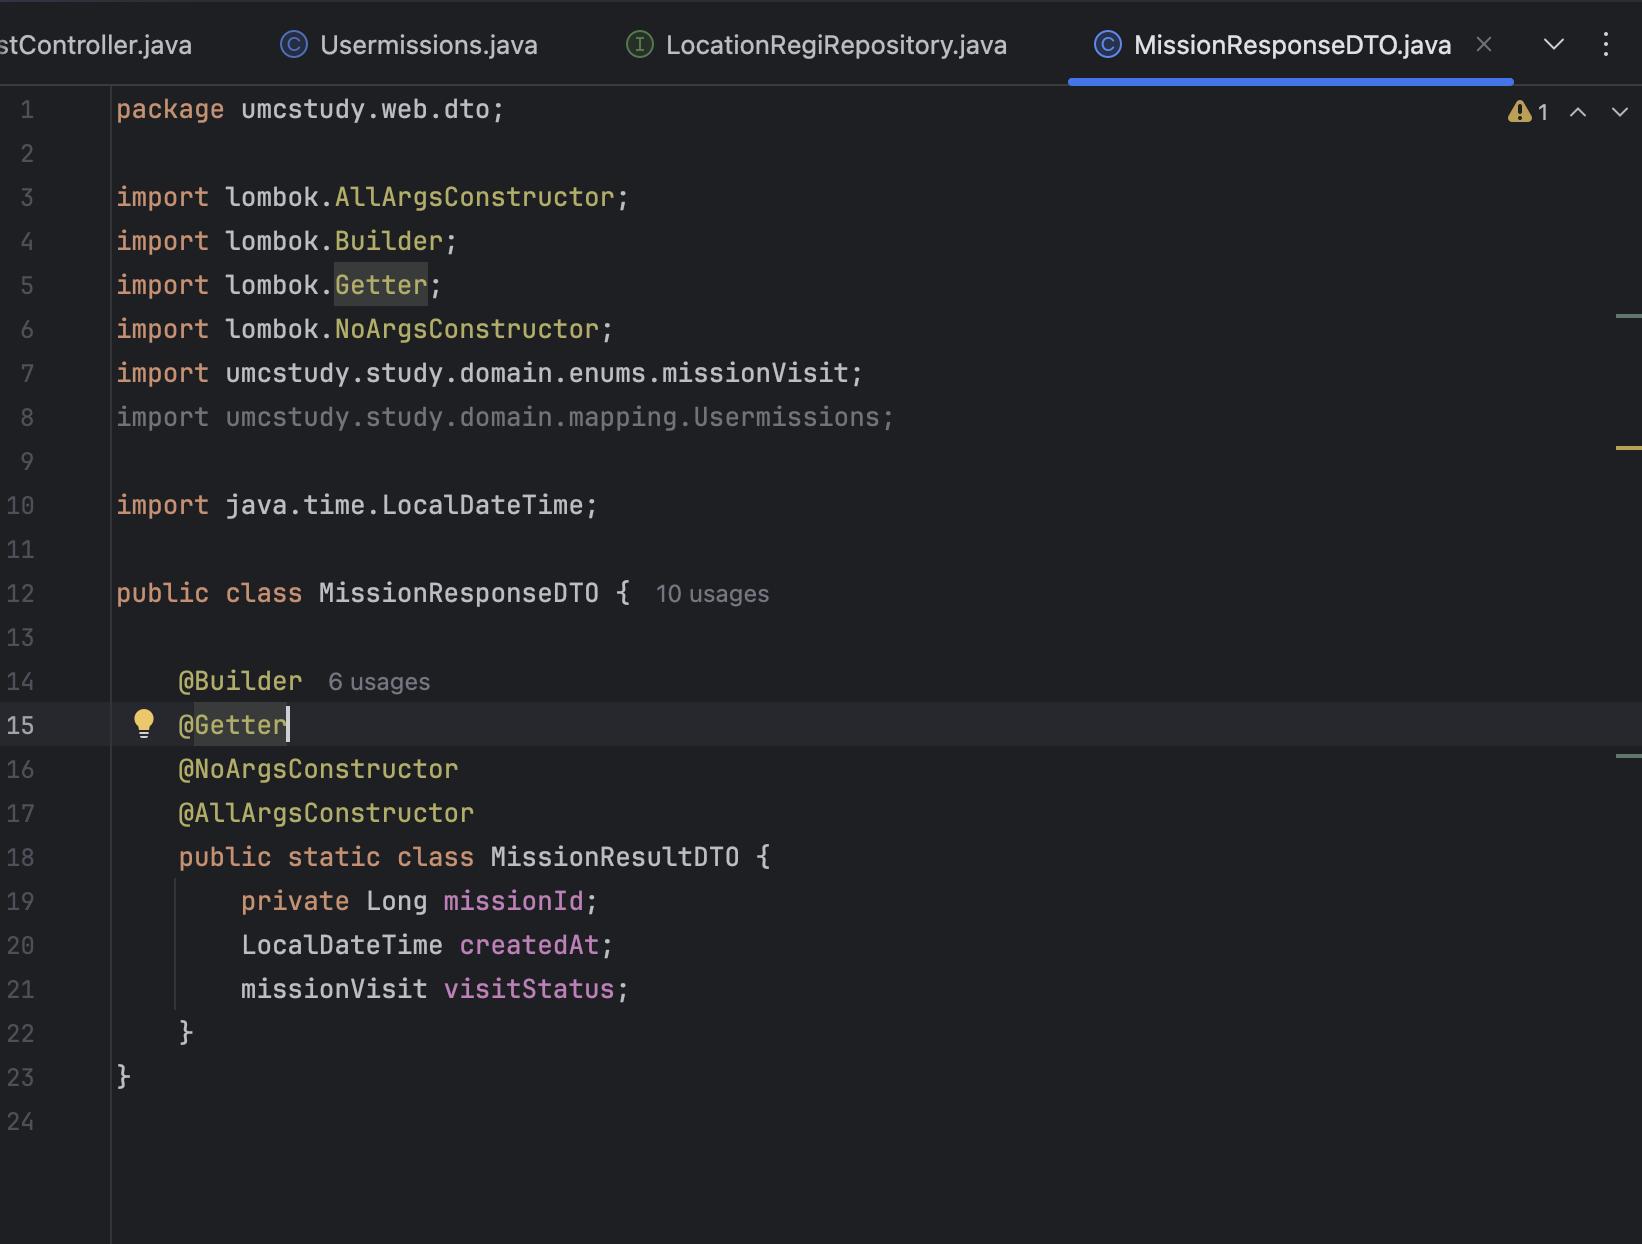 stController.java Usermissions.java LocationRegiRepository.java MissionResponseDTO.java
1 package umcstudy.web.dto; 1
2
3 import lombok.AllArgsConstructor;
4 import lombok.Builder;
5 import lombok.Getter;
6 import lombok.NoArgsConstructor;
7 import umcstudy.study.domain.enums.missionVisit;
8 import umcstudy.study.domain.mapping.Usermissions;
9
10 import java.time.LocalDateTime;
11
12 public class MissionResponseDTO { 10 usages
13
14 @Builder 6 usages
15 @Getter
16 @NoArgsConstructor
17 @AllArgsConstructor
18 public static class MissionResultDTO {
19 private Long missionId;
20 LocalDateTime createdAt;
21 missionVisit visitStatus;
22 }
23 }
24